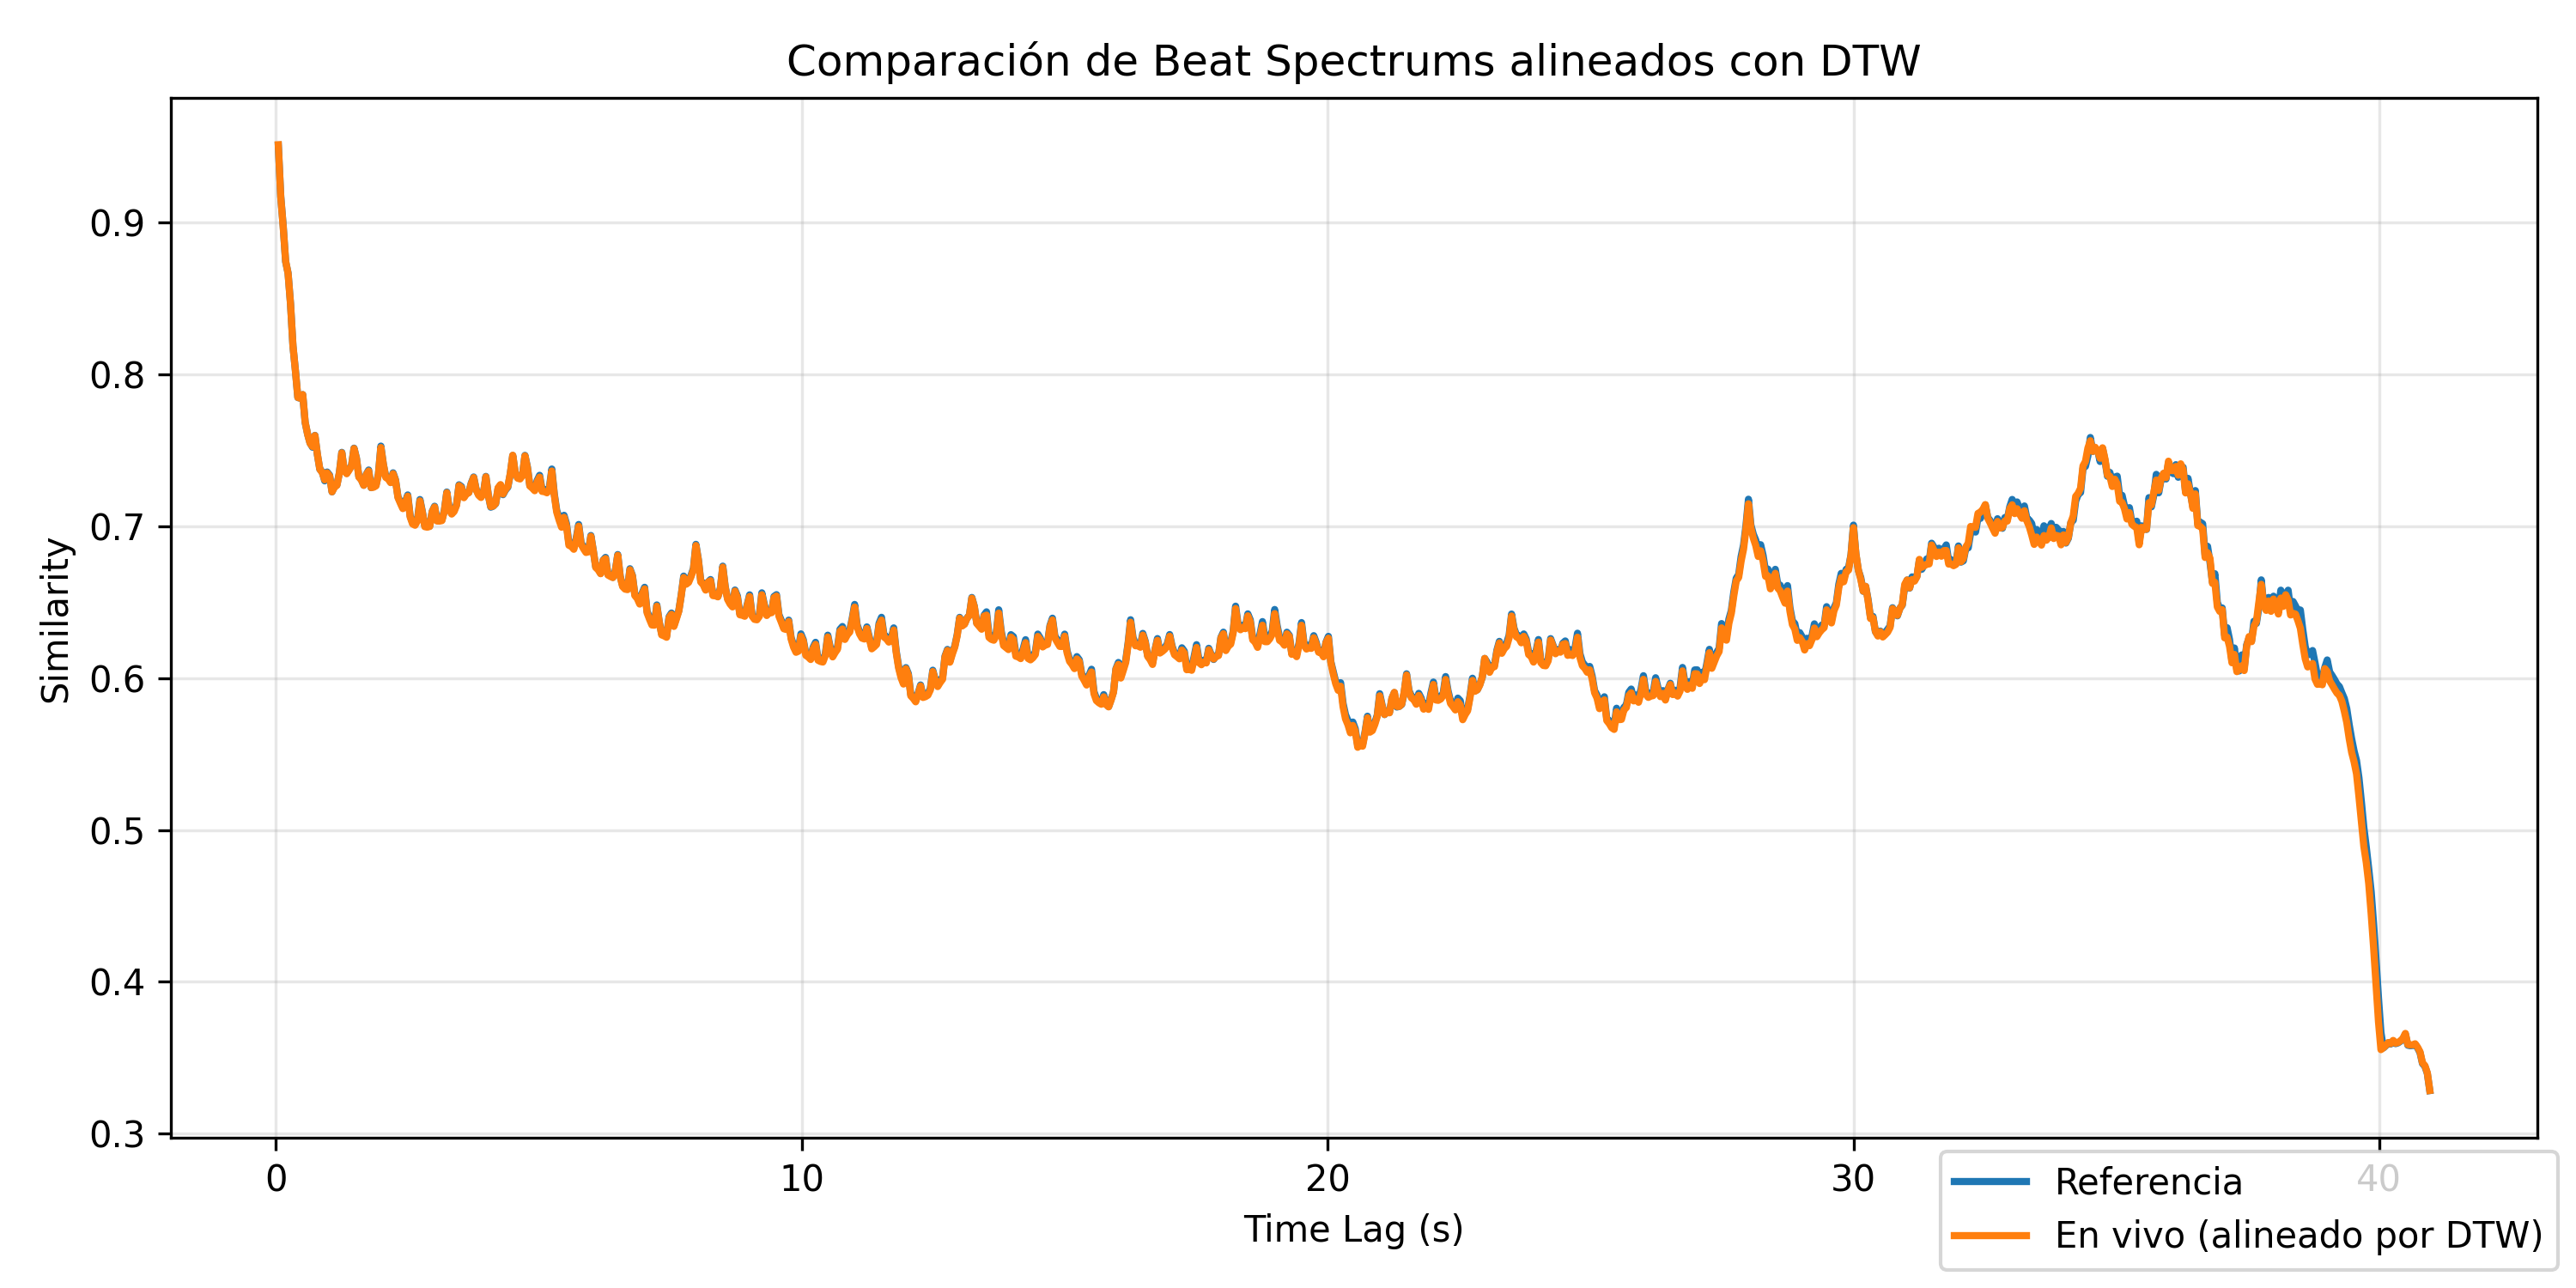 Comparación de Beat Spectrums alineados con DTW
0.9
0.8
0.7
0.6
0.5
0.4
0.3
Similarity
0 10 20 30 40
Time Lag (s)
Referencia
En vivo (alineado por DTW)